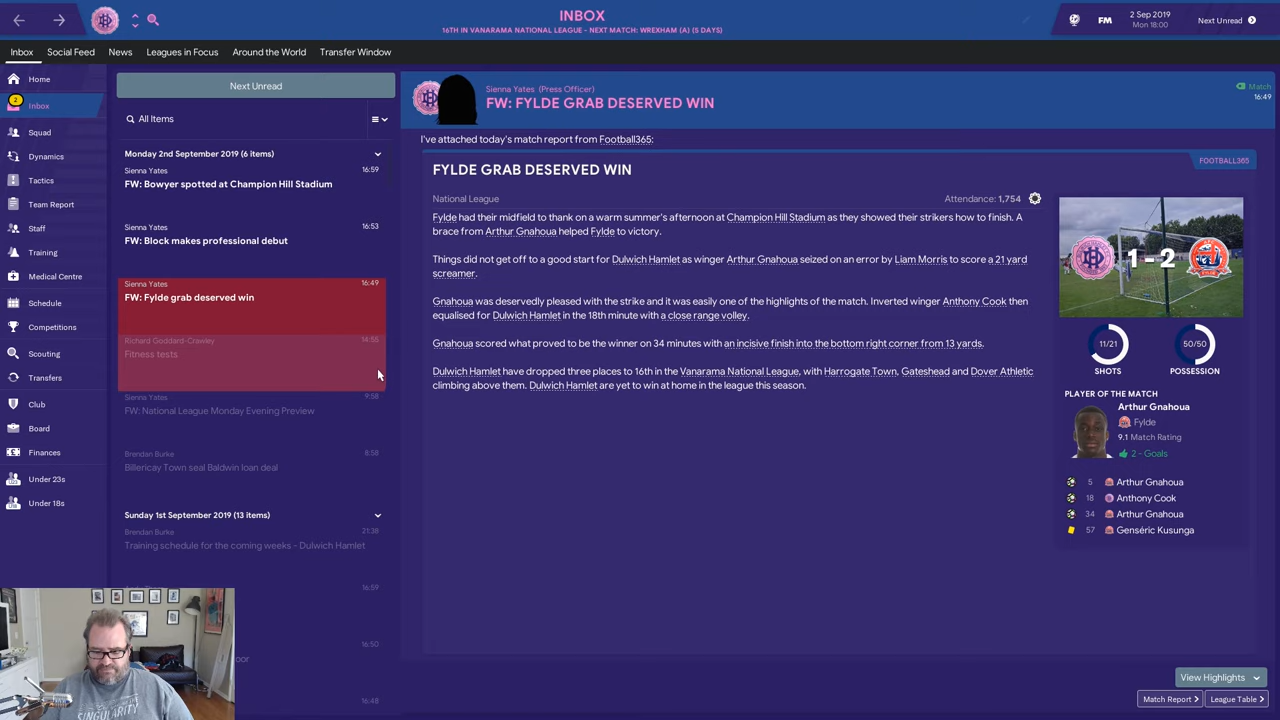 INBOX
16TH IN VANARAMA NATIONAL LEAGUE - NEXT MATCH: WREXHAM (A) (5 DAYS)
FM
2 Sep 2019
Mon 18:00
Next Unread
Inbox
Social Feed
News
Leagues in Focus
Around the World
Transfer Window
Home
2
Inbox
Squad
Dynamics
Tactics
Team Report
Staff
Training
Medical Centre
Schedule
Competitions
Scouting
Transfers
Club
Board
Finances
Under 23s
Under 18s
Next Unread
All Items
Monday 2nd September 2019 (6 items)
Sienna Yates 16:59
FW: Bowyer spotted at Champion Hill Stadium
Sienna Yates 16:53
FW: Block makes professional debut
Sienna Yates 16:49
FW: Fylde grab deserved win
Richard Goddard-Crawley 14:55
Fitness tests
Sienna Yates 9:58
FW: National League Monday Evening Preview
Brendan Burke 8:58
Billericay Town seal Baldwin loan deal
Sunday 1st September 2019 (13 items)
Brendan Burke 21:38
Training schedule for the coming weeks - Dulwich Hamlet
16:59
16:50
16:48
SINGULARITY
Sienna Yates (Press Officer)
FW: FYLDE GRAB DESERVED WIN
Match
16:49
I've attached today's match report from Football365:
FOOTBALL365
FYLDE GRAB DESERVED WIN
National League
Attendance: 1,754
Fylde had their midfield to thank on a warm summer's afternoon at Champion Hill Stadium as they showed their strikers how to finish. A
brace from Arthur Gnahoua helped Fylde to victory.
Things did not get off to a good start for Dulwich Hamlet as winger Arthur Gnahoua seized on an error by Liam Morris to score a 21 yard
screamer.
Gnahoua was deservedly pleased with the strike and it was easily one of the highlights of the match. Inverted winger Anthony Cook then
equalised for Dulwich Hamlet in the 18th minute with a close range volley.
Gnahoua scored what proved to be the winner on 34 minutes with an incisive finish into the bottom right corner from 13 yards.
Dulwich Hamlet have dropped three places to 16th in the Vanarama National League, with Harrogate Town, Gateshead and Dover Athletic
climbing above them. Dulwich Hamlet are yet to win at home in the league this season.
1 - 2
11/21
SHOTS
50/50
POSSESSION
PLAYER OF THE MATCH
Arthur Gnahoua
Fylde
9.1 Match Rating
2 - Goals
5 Arthur Gnahoua
18 Anthony Cook
34 Arthur Gnahoua
57 Genséric Kusunga
View Highlights
Match Report
League Table